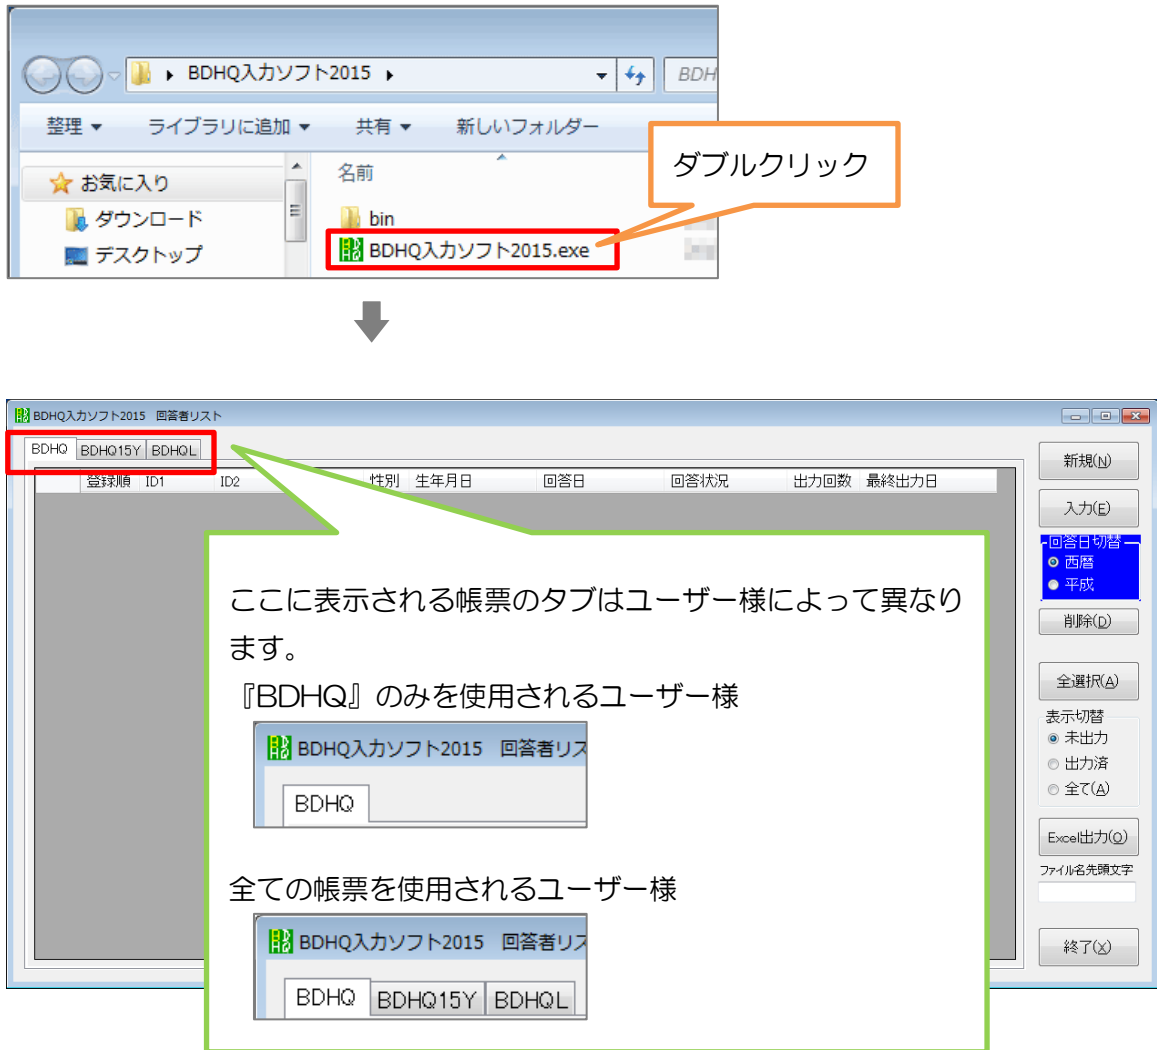 BDHQ入力ソフト2015
BDH
整理
ライブラリに追加
共有
新しいフォルダー
ダブルクリック
お気に入り
名前
ダウンロード
bin
デスクトップ
BDHQ入力ソフト2015.exe
BDHQ入力ソフト2015 回答者リスト
BDHQ BDHQ15Y BDHQL
登録順 ID1 ID2 性別 生年月日 回答日 回答状況 出力回数 最終出力日
新規(N)
入力(E)
回答日切替
西暦
平成
削除(D)
全選択(A)
表示切替
未出力
出力済
全て(A)
Excel出力(O)
ファイル名先頭文字
終了(X)
ここに表示される帳票のタブはユーザー様によって異なり
ます。
『BDHQ』のみを使用されるユーザー様
BDHQ入力ソフト2015 回答者リス
BDHQ
全ての帳票を使用されるユーザー様
BDHQ入力ソフト2015 回答者リス
BDHQ BDHQ15Y BDHQL